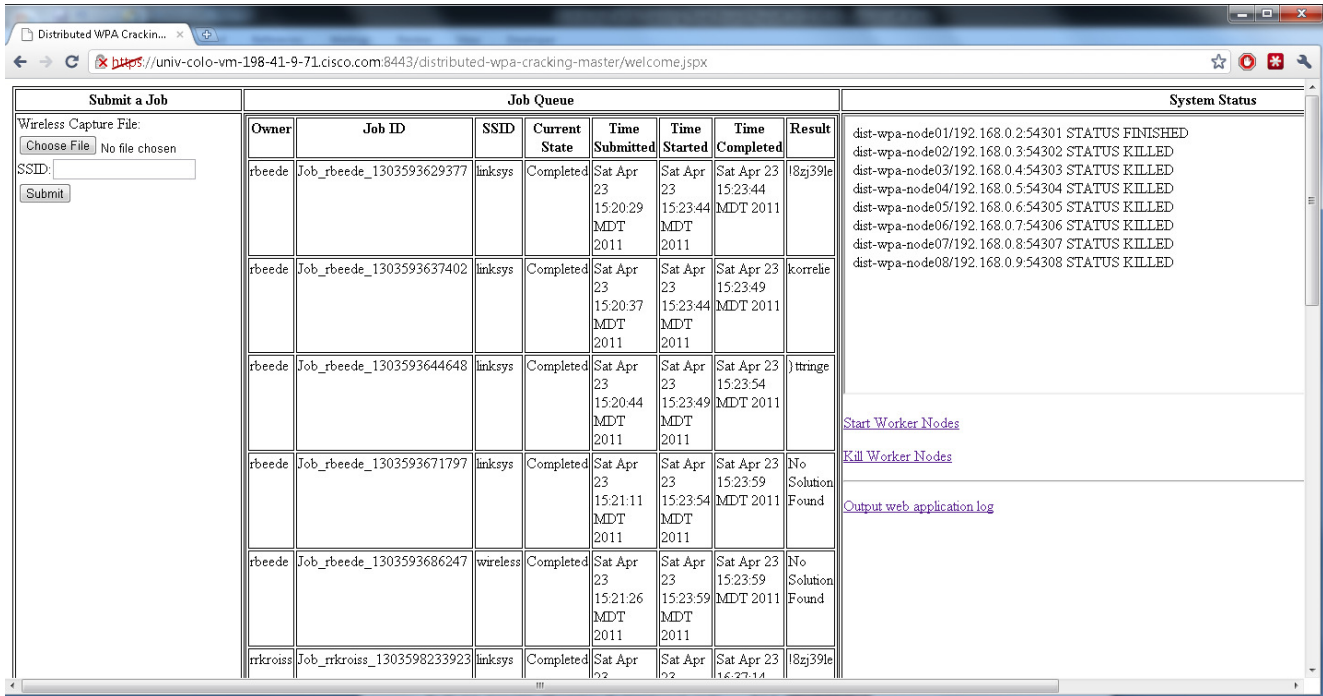 Distributed WPA Crackin...
https://univ-colo-vm-198-41-9-71.cisco.com:8443/distributed-wpa-cracking-master/welcome.jspx
Submit a Job
Wireless Capture File:
Choose File No file chosen
SSID:
Submit
Job Queue
Owner Job ID SSID Current State Time Submitted Time Started Time Completed Result
rbeede Job_rbeede_1303593629377 linksys Completed Sat Apr 23 15:20:29 MDT 2011 Sat Apr 23 15:23:44 MDT 2011 Sat Apr 23 15:23:44 MDT 2011 !8zj39le
rbeede Job_rbeede_1303593637402 linksys Completed Sat Apr 23 15:20:37 MDT 2011 Sat Apr 23 15:23:44 MDT 2011 Sat Apr 23 15:23:49 MDT 2011 korrelie
rbeede Job_rbeede_1303593644648 linksys Completed Sat Apr 23 15:20:44 MDT 2011 Sat Apr 23 15:23:49 MDT 2011 Sat Apr 23 15:23:54 MDT 2011 }ttringe
rbeede Job_rbeede_1303593671797 linksys Completed Sat Apr 23 15:21:11 MDT 2011 Sat Apr 23 15:23:54 MDT 2011 Sat Apr 23 15:23:59 MDT 2011 No Solution Found
rbeede Job_rbeede_1303593686247 wireless Completed Sat Apr 23 15:21:26 MDT 2011 Sat Apr 23 15:23:59 MDT 2011 Sat Apr 23 15:23:59 MDT 2011 No Solution Found
rrkroiss Job_rrkroiss_1303598233923 linksys Completed Sat Apr 23 Sat Apr 23 Sat Apr 23 16:37:14 !8zj39le
System Status
dist-wpa-node01/192.168.0.2:54301 STATUS FINISHED
dist-wpa-node02/192.168.0.3:54302 STATUS KILLED
dist-wpa-node03/192.168.0.4:54303 STATUS KILLED
dist-wpa-node04/192.168.0.5:54304 STATUS KILLED
dist-wpa-node05/192.168.0.6:54305 STATUS KILLED
dist-wpa-node06/192.168.0.7:54306 STATUS KILLED
dist-wpa-node07/192.168.0.8:54307 STATUS KILLED
dist-wpa-node08/192.168.0.9:54308 STATUS KILLED
Start Worker Nodes
Kill Worker Nodes
Output web application log